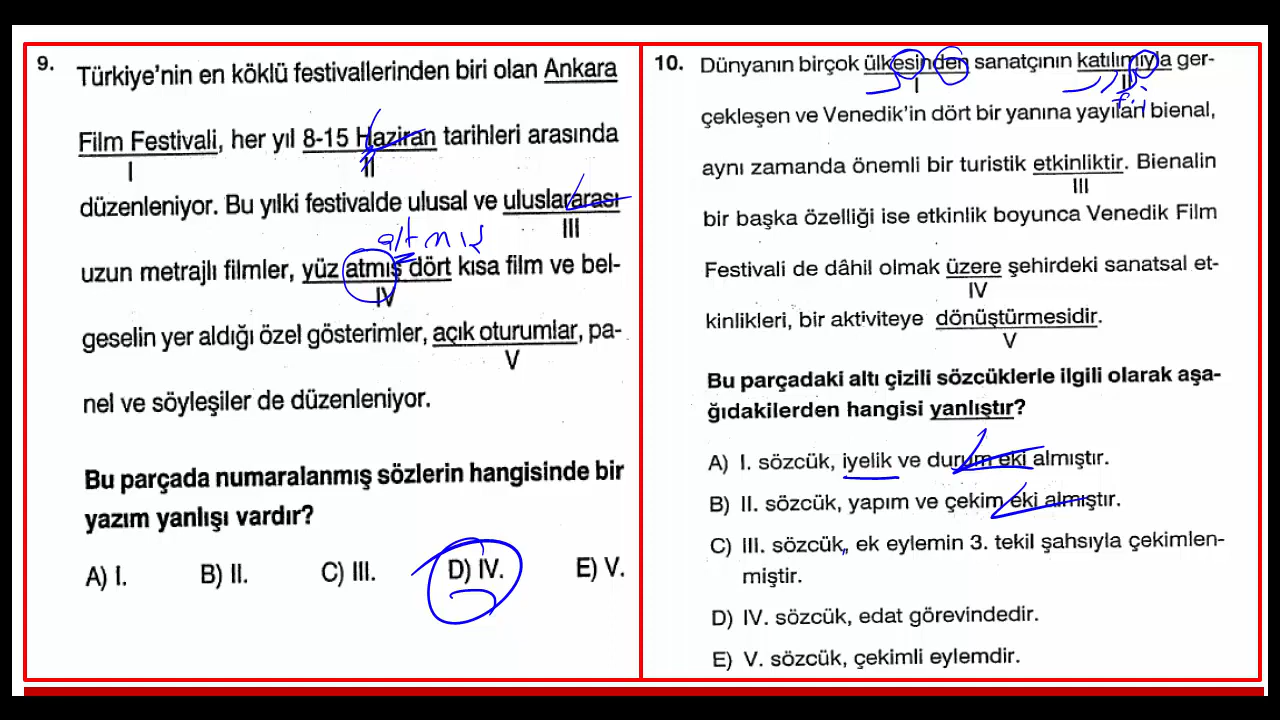 9.
Türkiye'nin en köklü festivallerinden biri olan Ankara
Film Festivali, her yıl 8-15 Haziran tarihleri arasında
I
II
düzenleniyor. Bu yılki festivalde ulusal ve uluslararası
III
altmış
uzun metrajlı filmler, yüz atmış dört kısa film ve bel-
IV
geselin yer aldığı özel gösterimler, açık oturumlar, pa-
V
nel ve söyleşiler de düzenleniyor.
Bu parçada numaralanmış sözlerin hangisinde bir
yazım yanlışı vardır?
A) I.
B) II.
C) III.
D) IV.
E) V.
10.
Dünyanın birçok ülkesinden sanatçının katılımıyla ger-
I
II
çekleşen ve Venedik'in dört bir yanına yayılan bienal,
aynı zamanda önemli bir turistik etkinliktir. Bienalin
III
bir başka özelliği ise etkinlik boyunca Venedik Film
Festivali de dâhil olmak üzere şehirdeki sanatsal et-
IV
kinlikleri, bir aktiviteye dönüştürmesidir.
V
Bu parçadaki altı çizili sözcüklerle ilgili olarak aşa-
ğıdakilerden hangisi yanlıştır?
A) I. sözcük, iyelik ve durum eki almıştır.
B) II. sözcük, yapım ve çekim eki almıştır.
C) III. sözcük, ek eylemin 3. tekil şahsıyla çekimlen-
miştir.
D) IV. sözcük, edat görevindedir.
E) V. sözcük, çekimli eylemdir.